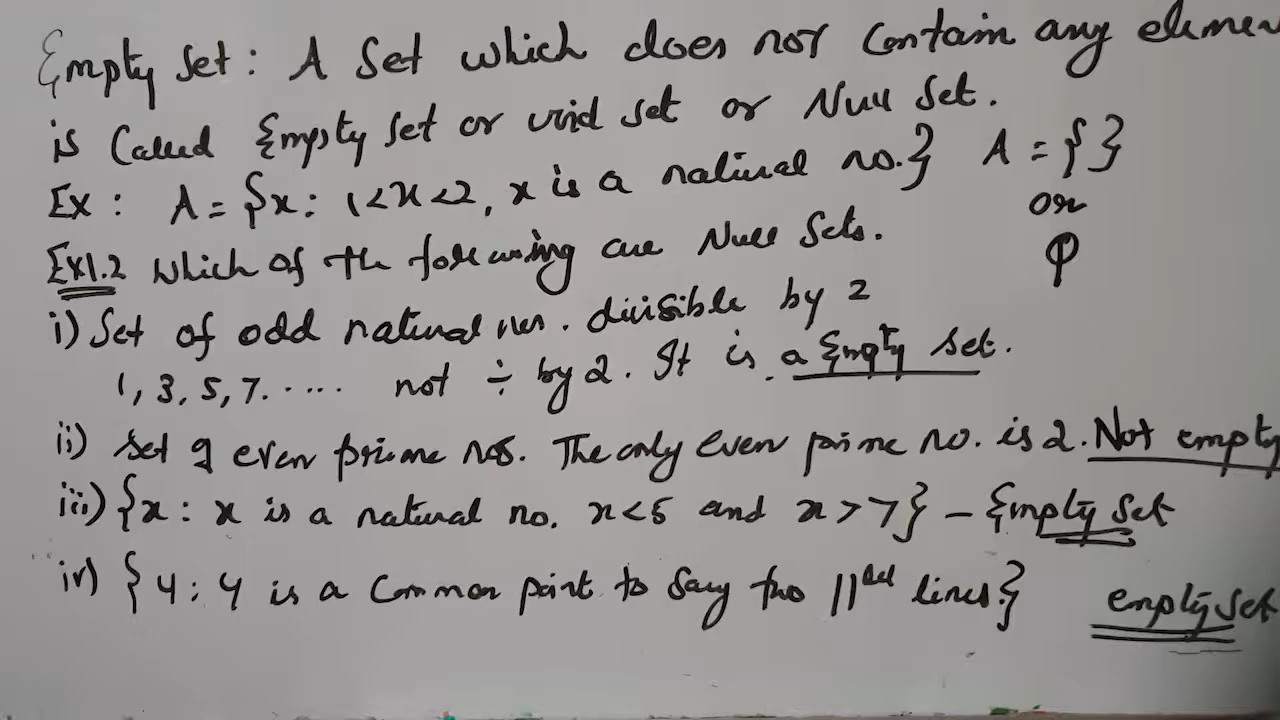 Empty Set: A Set which does not Contain any elemen
is Called Empty set or void set or Null Set.
Ex: A = {x: 1<x<2, x is a natural no.} A = { }
or
φ
Ex1.2 Which of the following are Null Sets.
i) Set of odd natural nos. divisible by 2
1, 3, 5, 7..... not ÷ by 2. It is a Empty set.
ii) set of even prime nos. The only even prime no. is 2. Not empty
iii) {x: x is a natural no. x<5 and x>7} - Empty Set
iv) {y: y is a Common point to say two ||lel lines.} empty set